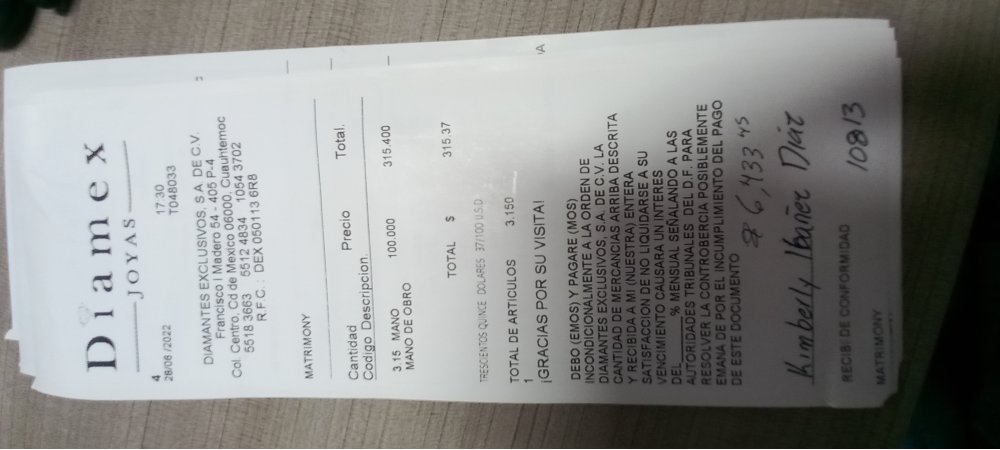 Diamex
JOYAS
4 17:30
28/06/2022 T048033
DIAMANTES EXCLUSIVOS, S.A. DE C.V.
Francisco I Madero 54 - 405 P-4
Col. Centro, Cd de Mexico 06000, Cuauhtemoc
5518 3663 5512 4834 1054 3702
R.F.C. : DEX 050113 6R8
MATRIMONY
Cantidad Precio Total.
Codigo Descripcion.
3.15 MANO 100.000 315.400
MANO DE OBRO
TOTAL $ 315.37
TRESCIENTOS QUINCE DOLARES 37/100 U.S.D.
TOTAL DE ARTICULOS 3.150
1
¡GRACIAS POR SU VISITA!
DEBO (EMOS) Y PAGARE (MOS)
INCONDICIONALMENTE A LA ORDEN DE
DIAMANTES EXCLUSIVOS, S.A. DE C.V. LA
CANTIDAD DE MERCANCIAS ARRIBA DESCRITA
Y RECIBIDA A MI (NUESTRA) ENTERA
SATISFACCION DE NO LIQUIDARSE A SU
VENCIMIENTO CAUSARA UN INTERES
DEL______% MENSUAL SEÑALANDO A LAS
AUTORIDADES TRIBUNALES DEL D.F. PARA
RESOLVER LA CONTROBERCIA POSIBLEMENTE
EMANA DE POR EL INCUMPLIMIENTO DEL PAGO
DE ESTE DOCUMENTO
6,433 45
Kimberly Ibañez Diaz
RECIBI DE CONFORMIDAD 10813
MATRIMONY